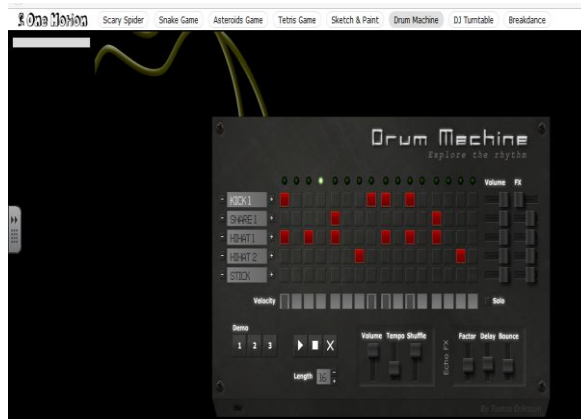 One Motion Scary Spider Snake Game Asteroids Game Tetris Game Sketch & Paint Drum Machine DJ Turntable Breakdance
Drum Machine
Explore the rhythm
Volume FX
- KICK 1 +
- SNARE 1 +
- HIHAT 1 +
- HIHAT 2 +
- STICK +
Velocity Solo
Demo
1 2 3
Volume Tempo Shuffle
Echo FX
Factor Delay Bounce
Length 16 + -